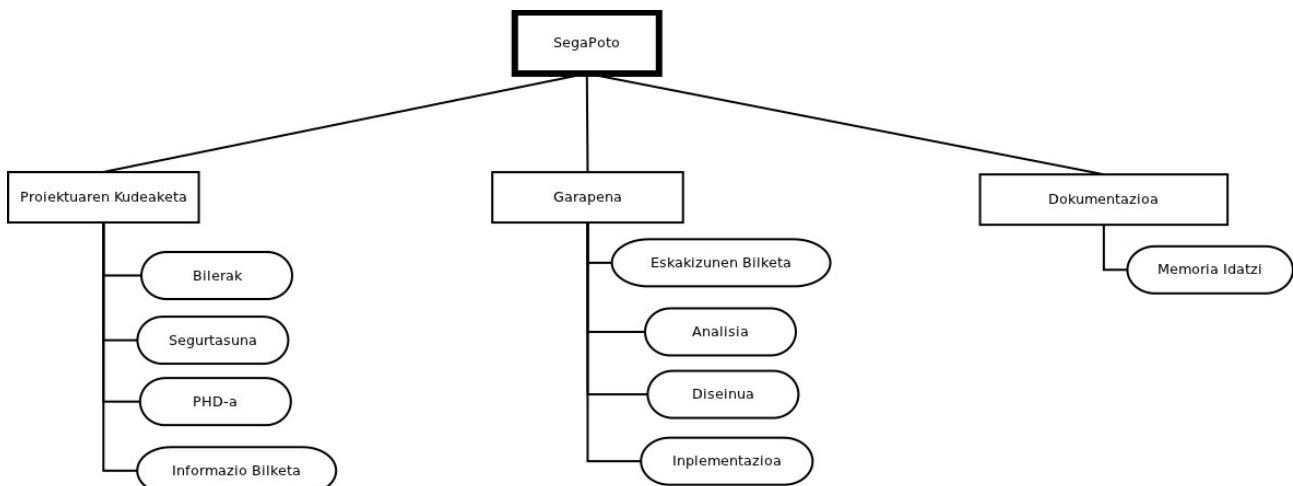 SegaPoto
Proiektuaren Kudeaketa
Garapena
Dokumentazioa
Bilerak
Segurtasuna
PHD-a
Informazio Bilketa
Eskakizunen Bilketa
Analisia
Diseinua
Inplementazioa
Memoria Idatzi